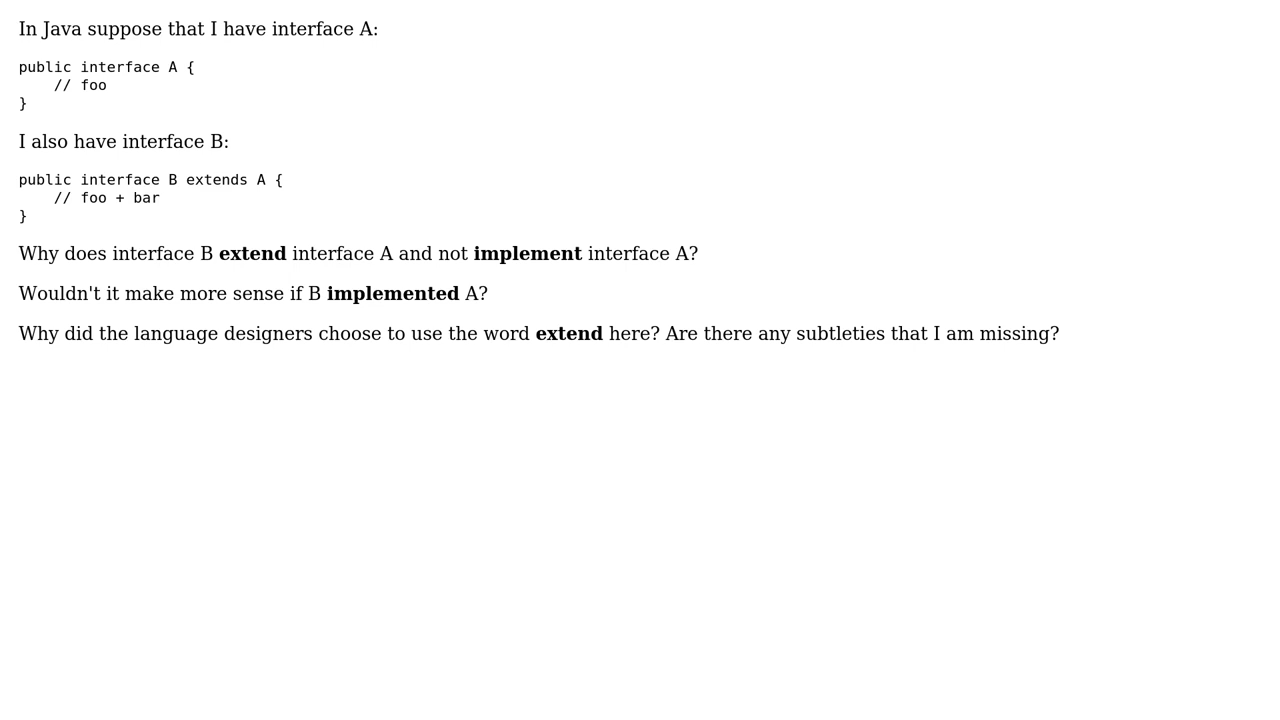 In Java suppose that I have interface A:
public interface A {
    // foo
}
I also have interface B:
public interface B extends A {
    // foo + bar
}
Why does interface B extend interface A and not implement interface A?
Wouldn't it make more sense if B implemented A?
Why did the language designers choose to use the word extend here? Are there any subtleties that I am missing?